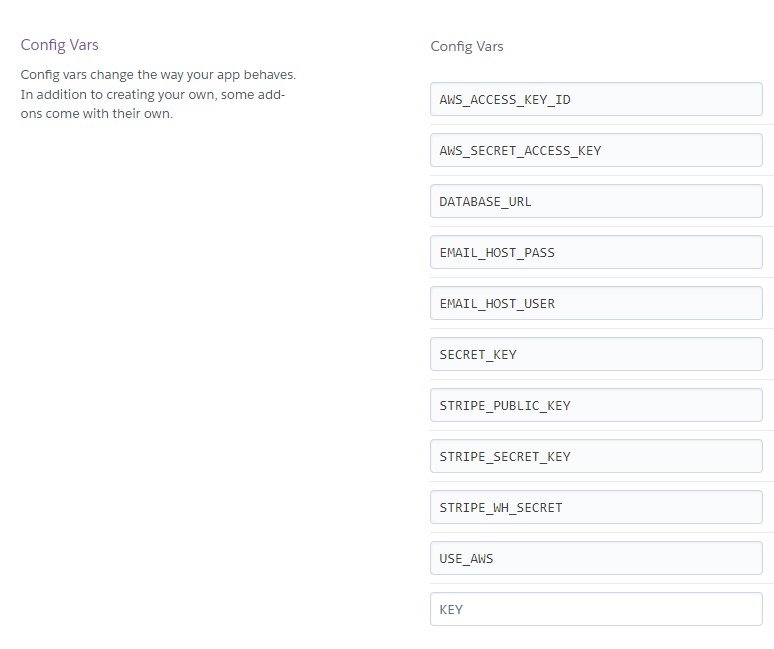 Config Vars
Config vars change the way your app behaves.
In addition to creating your own, some add-
ons come with their own.
Config Vars
AWS_ACCESS_KEY_ID
AWS_SECRET_ACCESS_KEY
DATABASE_URL
EMAIL_HOST_PASS
EMAIL_HOST_USER
SECRET_KEY
STRIPE_PUBLIC_KEY
STRIPE_SECRET_KEY
STRIPE_WH_SECRET
USE_AWS
KEY